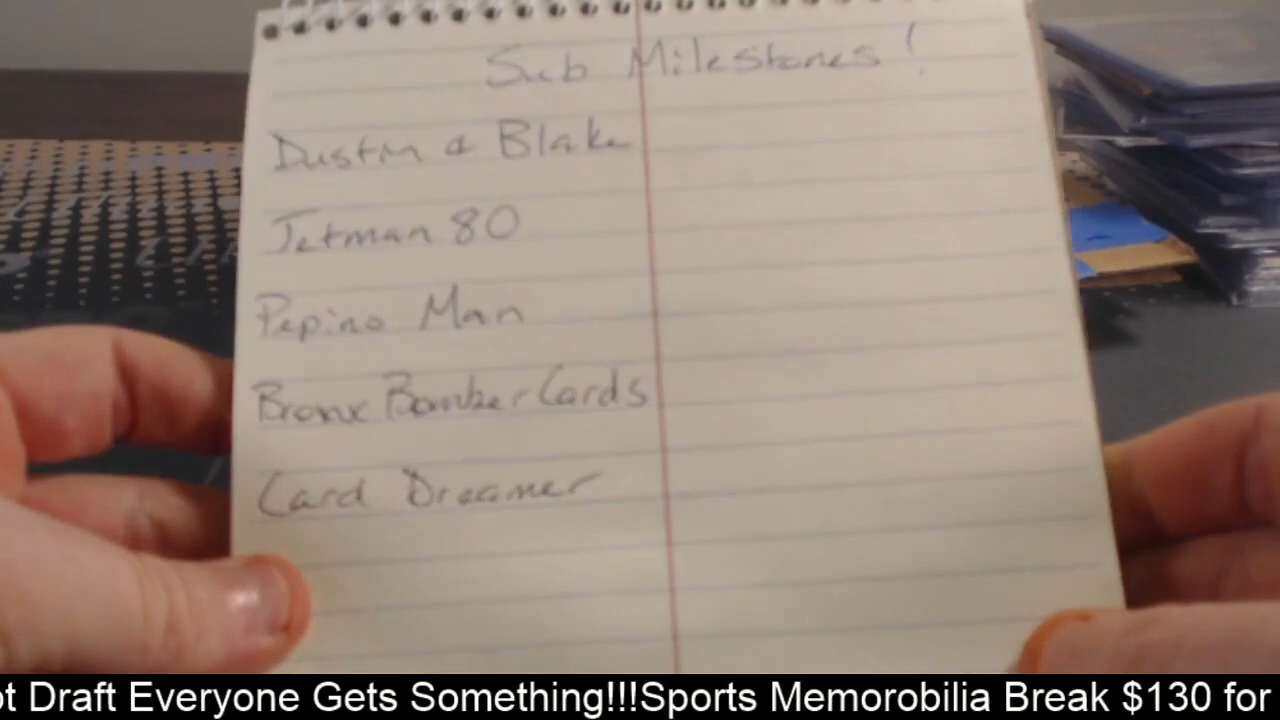 Sub Milestones!
Dustin & Blake
Jetman 80
Pepino Man
Bronx Bomber Cards
Card Dreamer
ot Draft Everyone Gets Something!!!Sports Memorobilia Break $130 for